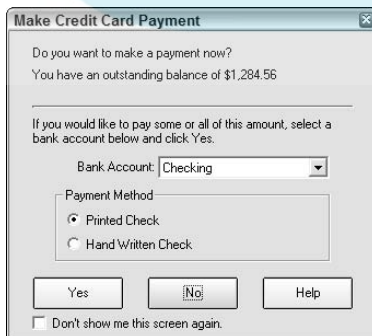 Make Credit Card Payment
Do you want to make a payment now?
You have an outstanding balance of $1,284.56
If you would like to pay some or all of this amount, select a
bank account below and click Yes.
Bank Account: Checking
Payment Method
Printed Check
Hand Written Check
Yes No Help
Don't show me this screen again.